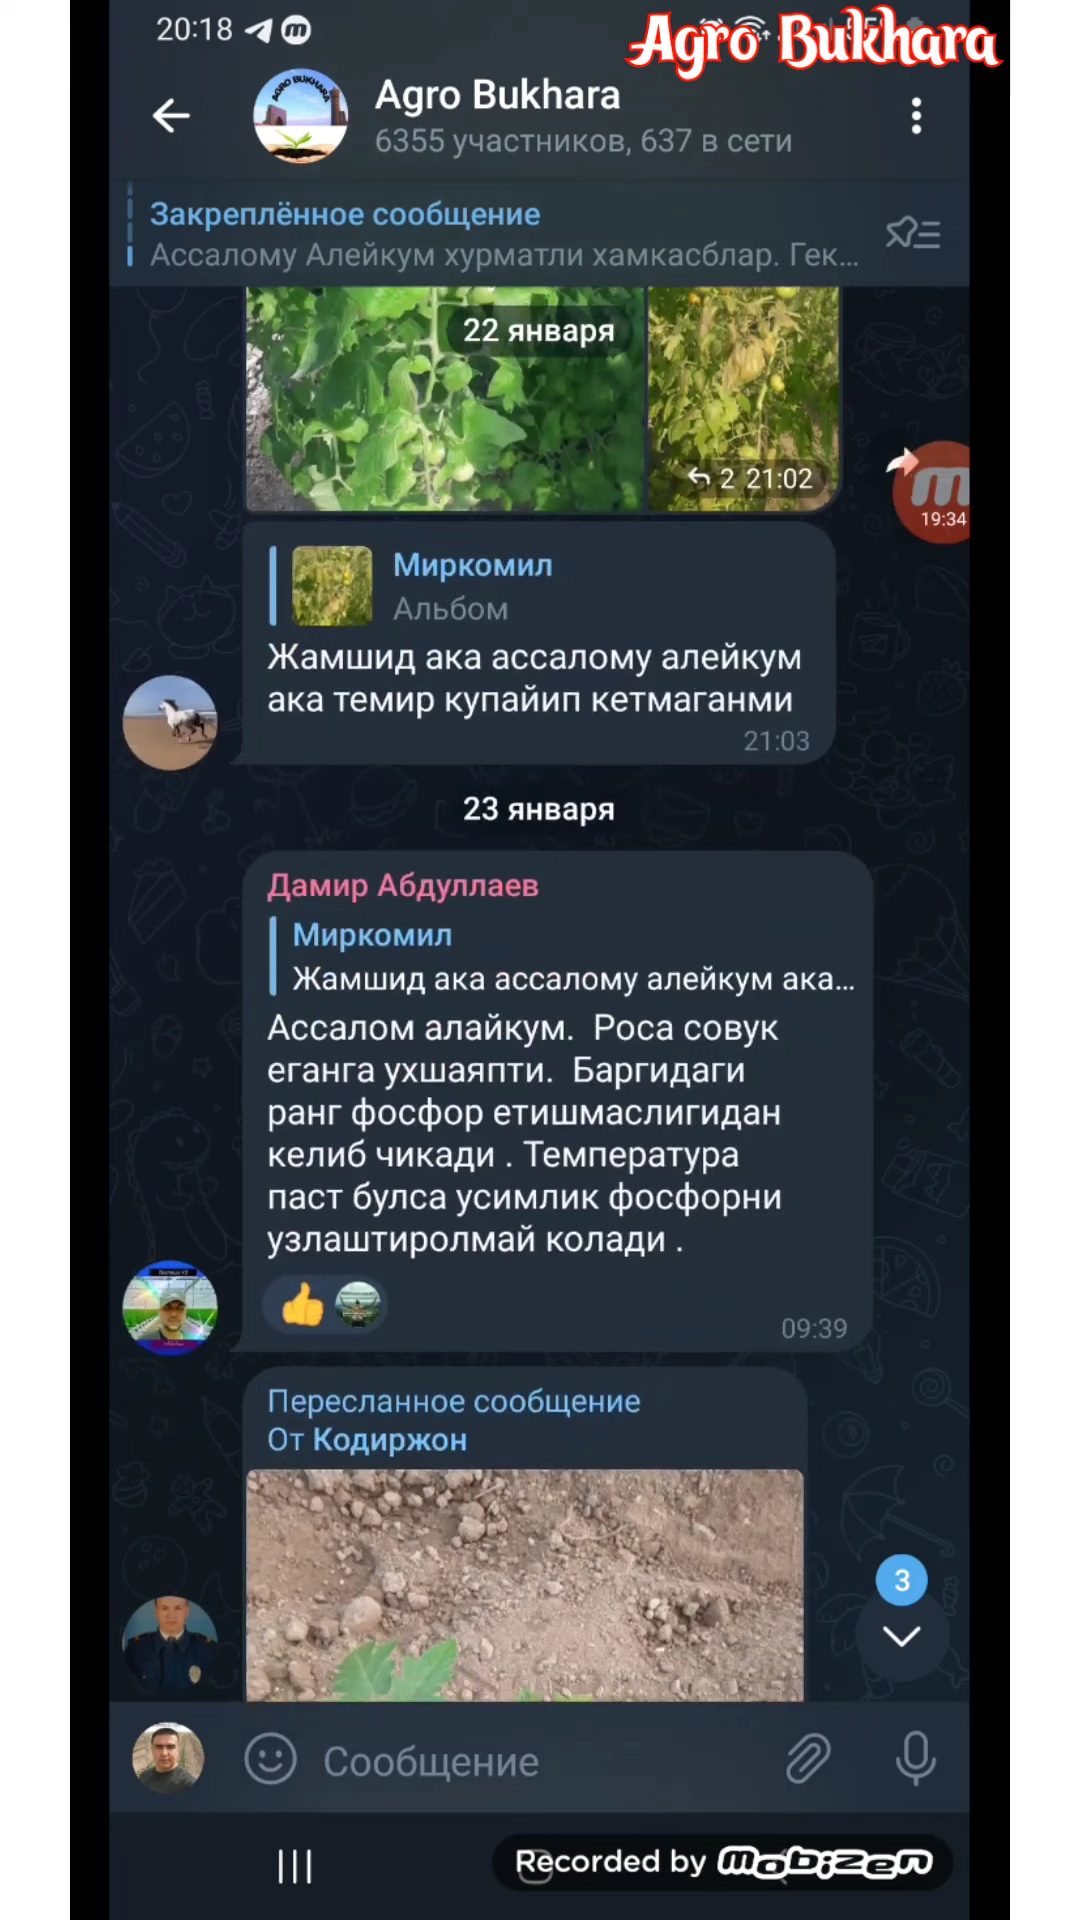 20:18
Agro Bukhara
AGRO BUKHARA
Agro Bukhara
6355 участников, 637 в сети
Закреплённое сообщение
Ассалому Алейкум хурматли хамкасблар. Гек...
22 января
2 21:02
19:34
Миркомил
Альбом
Жамшид ака ассалому алейкум
ака темир купайип кетмаганми
21:03
23 января
Дамир Абдуллаев
Миркомил
Жамшид ака ассалому алейкум ака...
Ассалом алайкум. Роса совук
еганга ухшаяпти. Баргидаги
ранг фосфор етишмаслигидан
келиб чикади . Температура
паст булса усимлик фосфорни
узлаштиролмай колади .
09:39
Пересланное сообщение
От Кодиржон
3
Сообщение
Recorded by mobizen